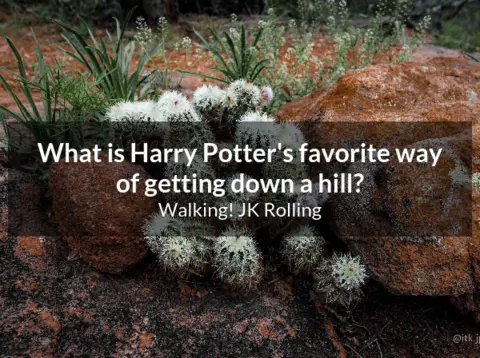 What is Harry Potter's favorite way
of getting down a hill?
Walking! JK Rolling